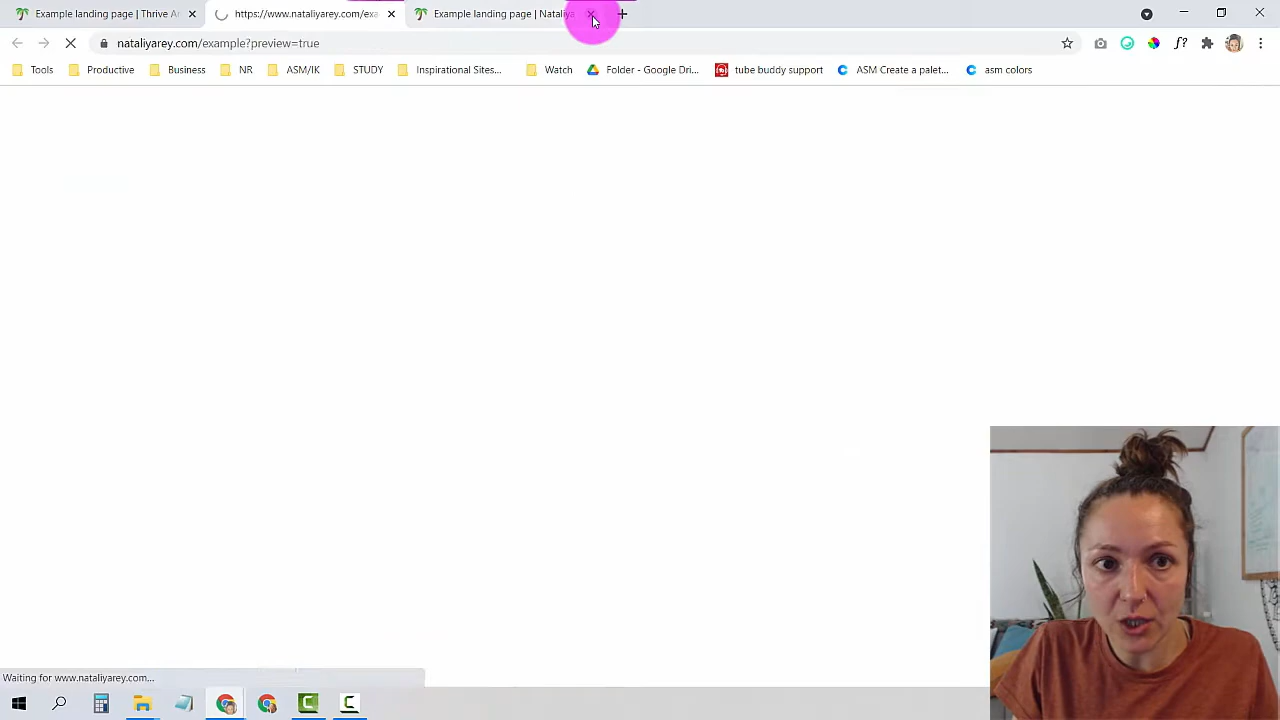 Example landing page | Thrive Ar
https://www.nataliyarey.com/exa
Example landing page | Nataliya
nataliyarey.com/example?preview=true
Tools
Productive
Business
NR
ASM/IK
STUDY
Inspirational Sites...
Watch
Folder - Google Dri...
tube buddy support
ASM Create a palet...
asm colors
Waiting for www.nataliyarey.com...